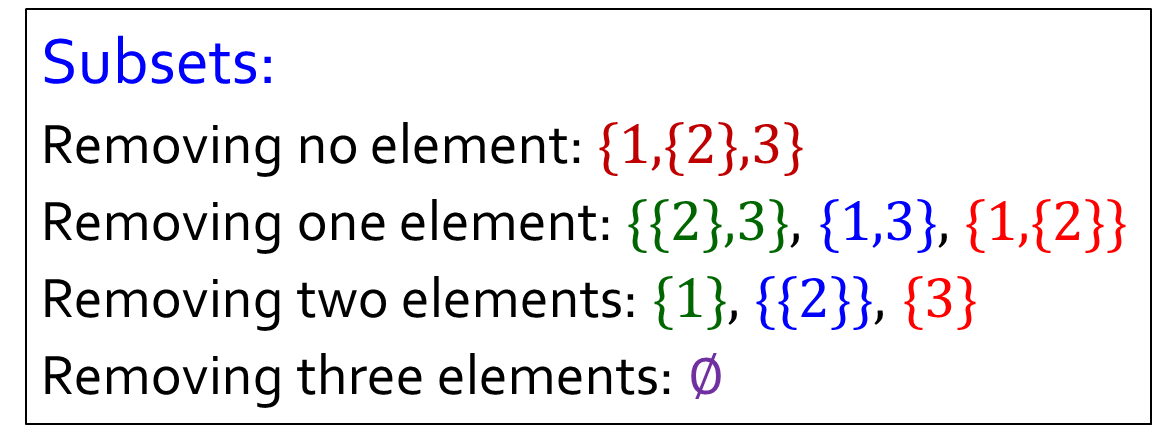 Subsets:
Removing no element: {1,{2},3}
Removing one element: {{2},3}, {1,3}, {1,{2}}
Removing two elements: {1}, {{2}}, {3}
Removing three elements: ∅